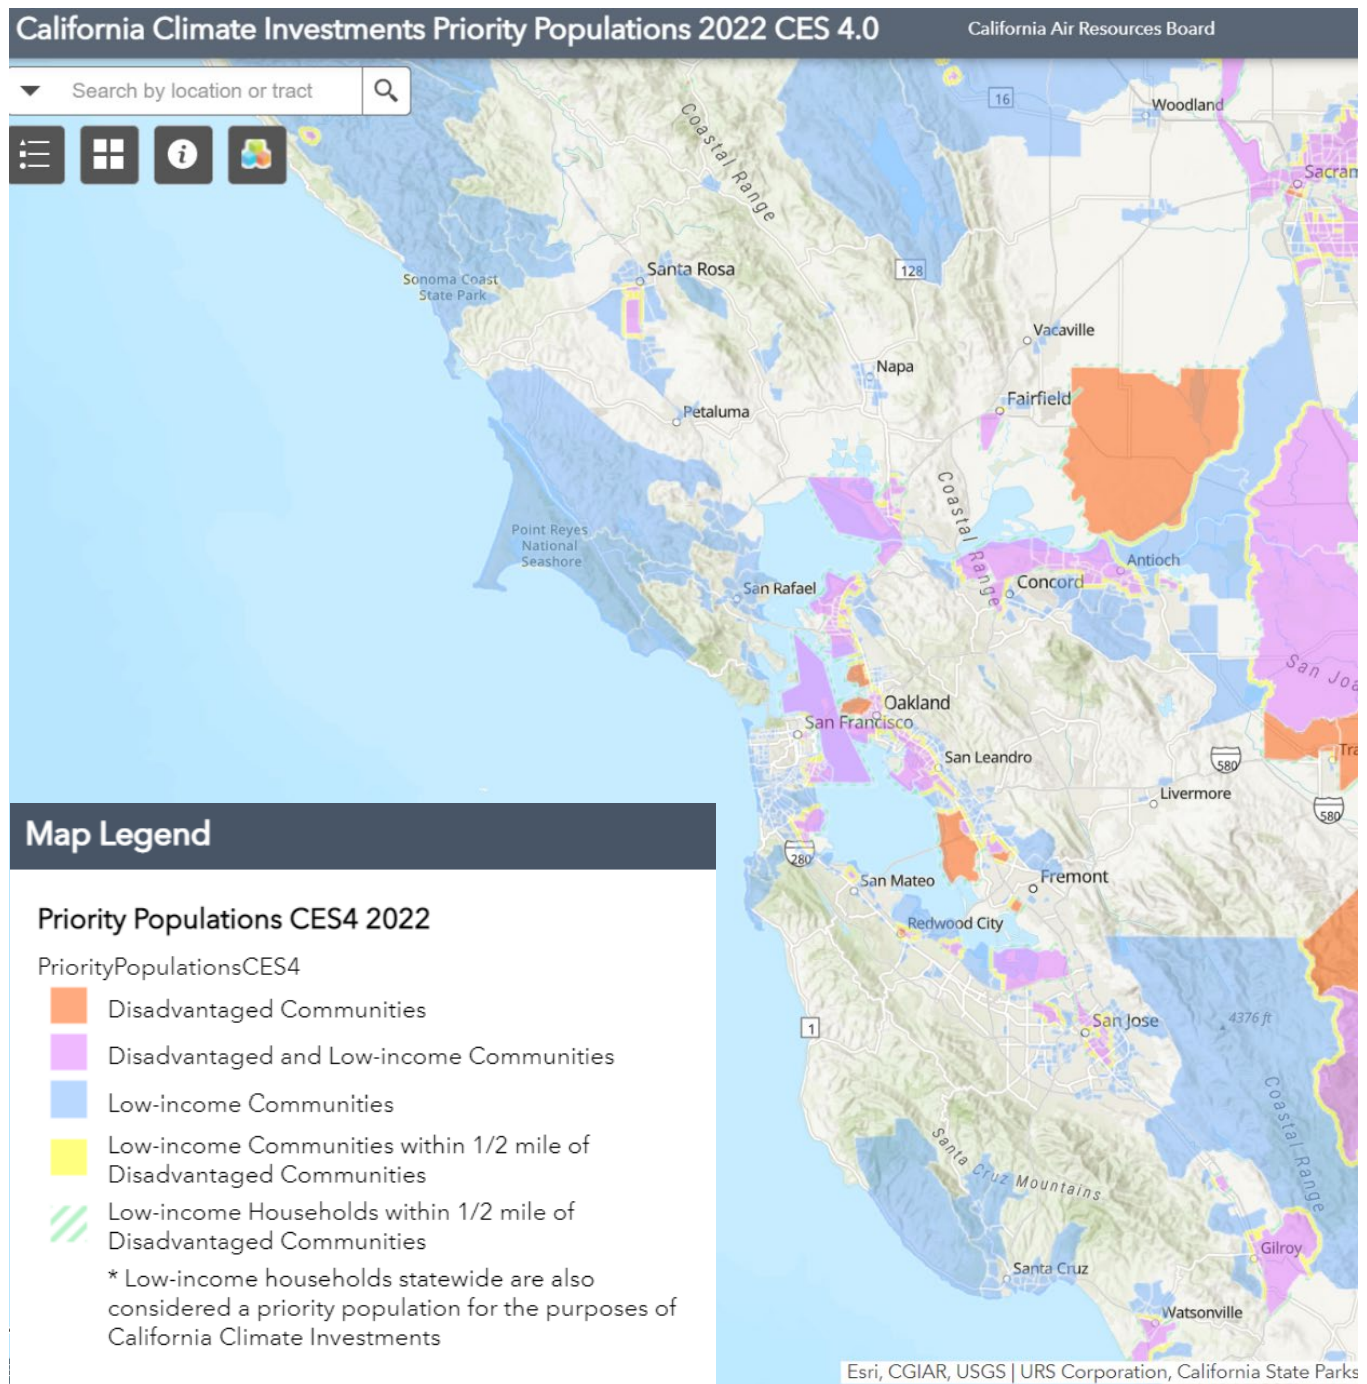 California Climate Investments Priority Populations 2022 CES 4.0
California Air Resources Board
Search by location or tract
Coastal Range
16
Woodland
Sonoma Coast
State Park
Santa Rosa
128
Vacaville
Napa
Fairfield
Petaluma
Coastal Range
Point Reyes
National
Seashore
Antioch
San Rafael
Concord
San Joa
Oakland
San Francisco
San Leandro
580
Livermore
580
280
San Mateo
Fremont
Redwood City
1
San Jose
4376 ft
Coastal Range
Santa Cruz Mountains
Gilroy
Santa Cruz
Watsonville
Map Legend
Priority Populations CES4 2022
PriorityPopulationsCES4
Disadvantaged Communities
Disadvantaged and Low-income Communities
Low-income Communities
Low-income Communities within 1/2 mile of
Disadvantaged Communities
Low-income Households within 1/2 mile of
Disadvantaged Communities
* Low-income households statewide are also
considered a priority population for the purposes of
California Climate Investments
Esri, CGIAR, USGS | URS Corporation, California State Parks